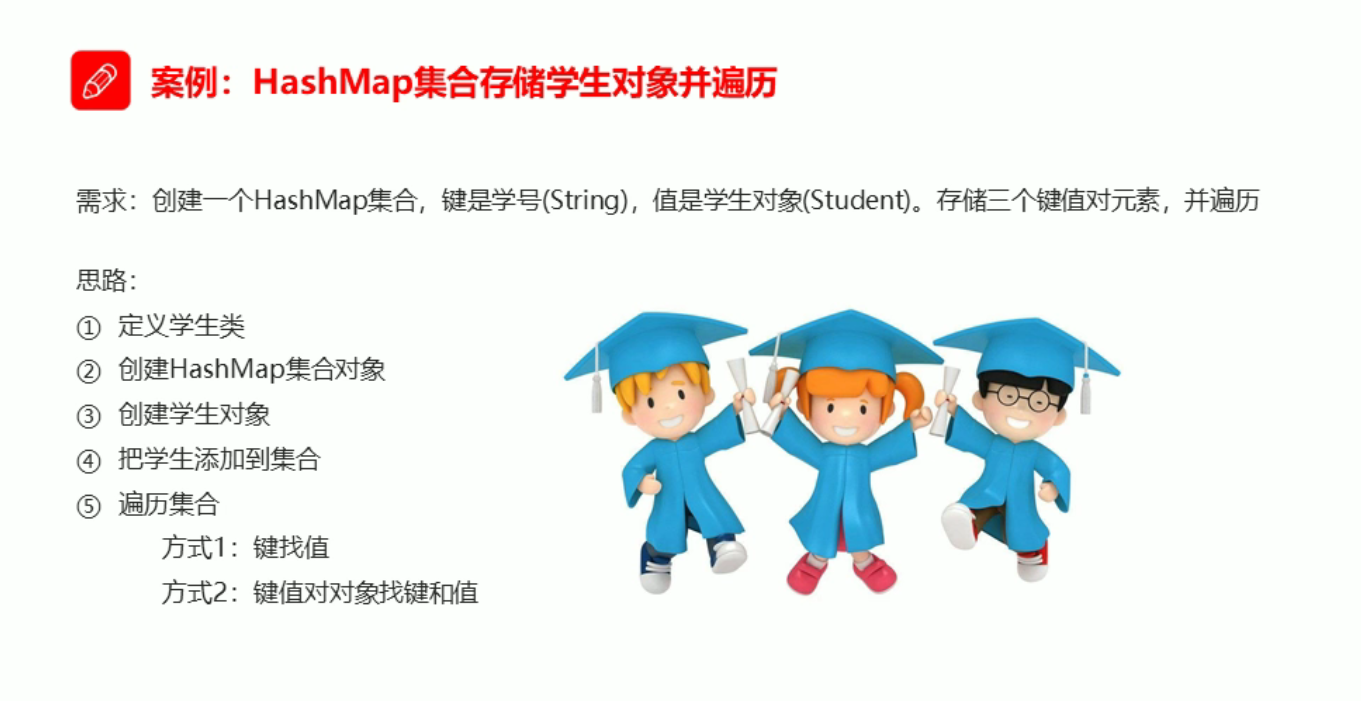 案例：HashMap集合存储学生对象并遍历
需求：创建一个HashMap集合，键是学号(String)，值是学生对象(Student)。存储三个键值对元素，并遍历
思路：
① 定义学生类
② 创建HashMap集合对象
③ 创建学生对象
④ 把学生添加到集合
⑤ 遍历集合
方式1：键找值
方式2：键值对对象找键和值